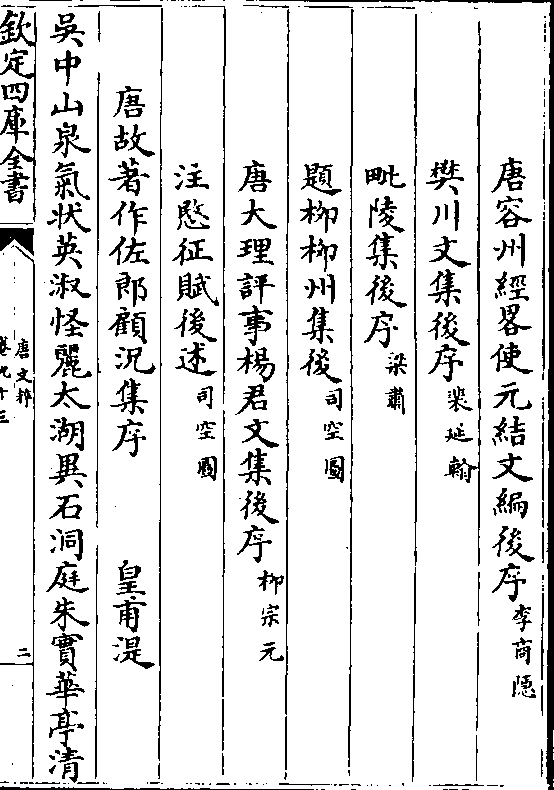 唐容州經畧使元結文編後序李商隱
樊川文集後序裴延翰
毗陵集後序梁肅
題柳柳州集後司空圖
唐大理評事楊君文集後序柳宗元
注愍征賦後述司空圖
唐故著作佐郎顧況集序 皇甫湜
吳中山泉氣狀英淑怪麗太湖異石洞庭朱實華亭清
欽定四庫全書
唐文粹
卷九十三
二